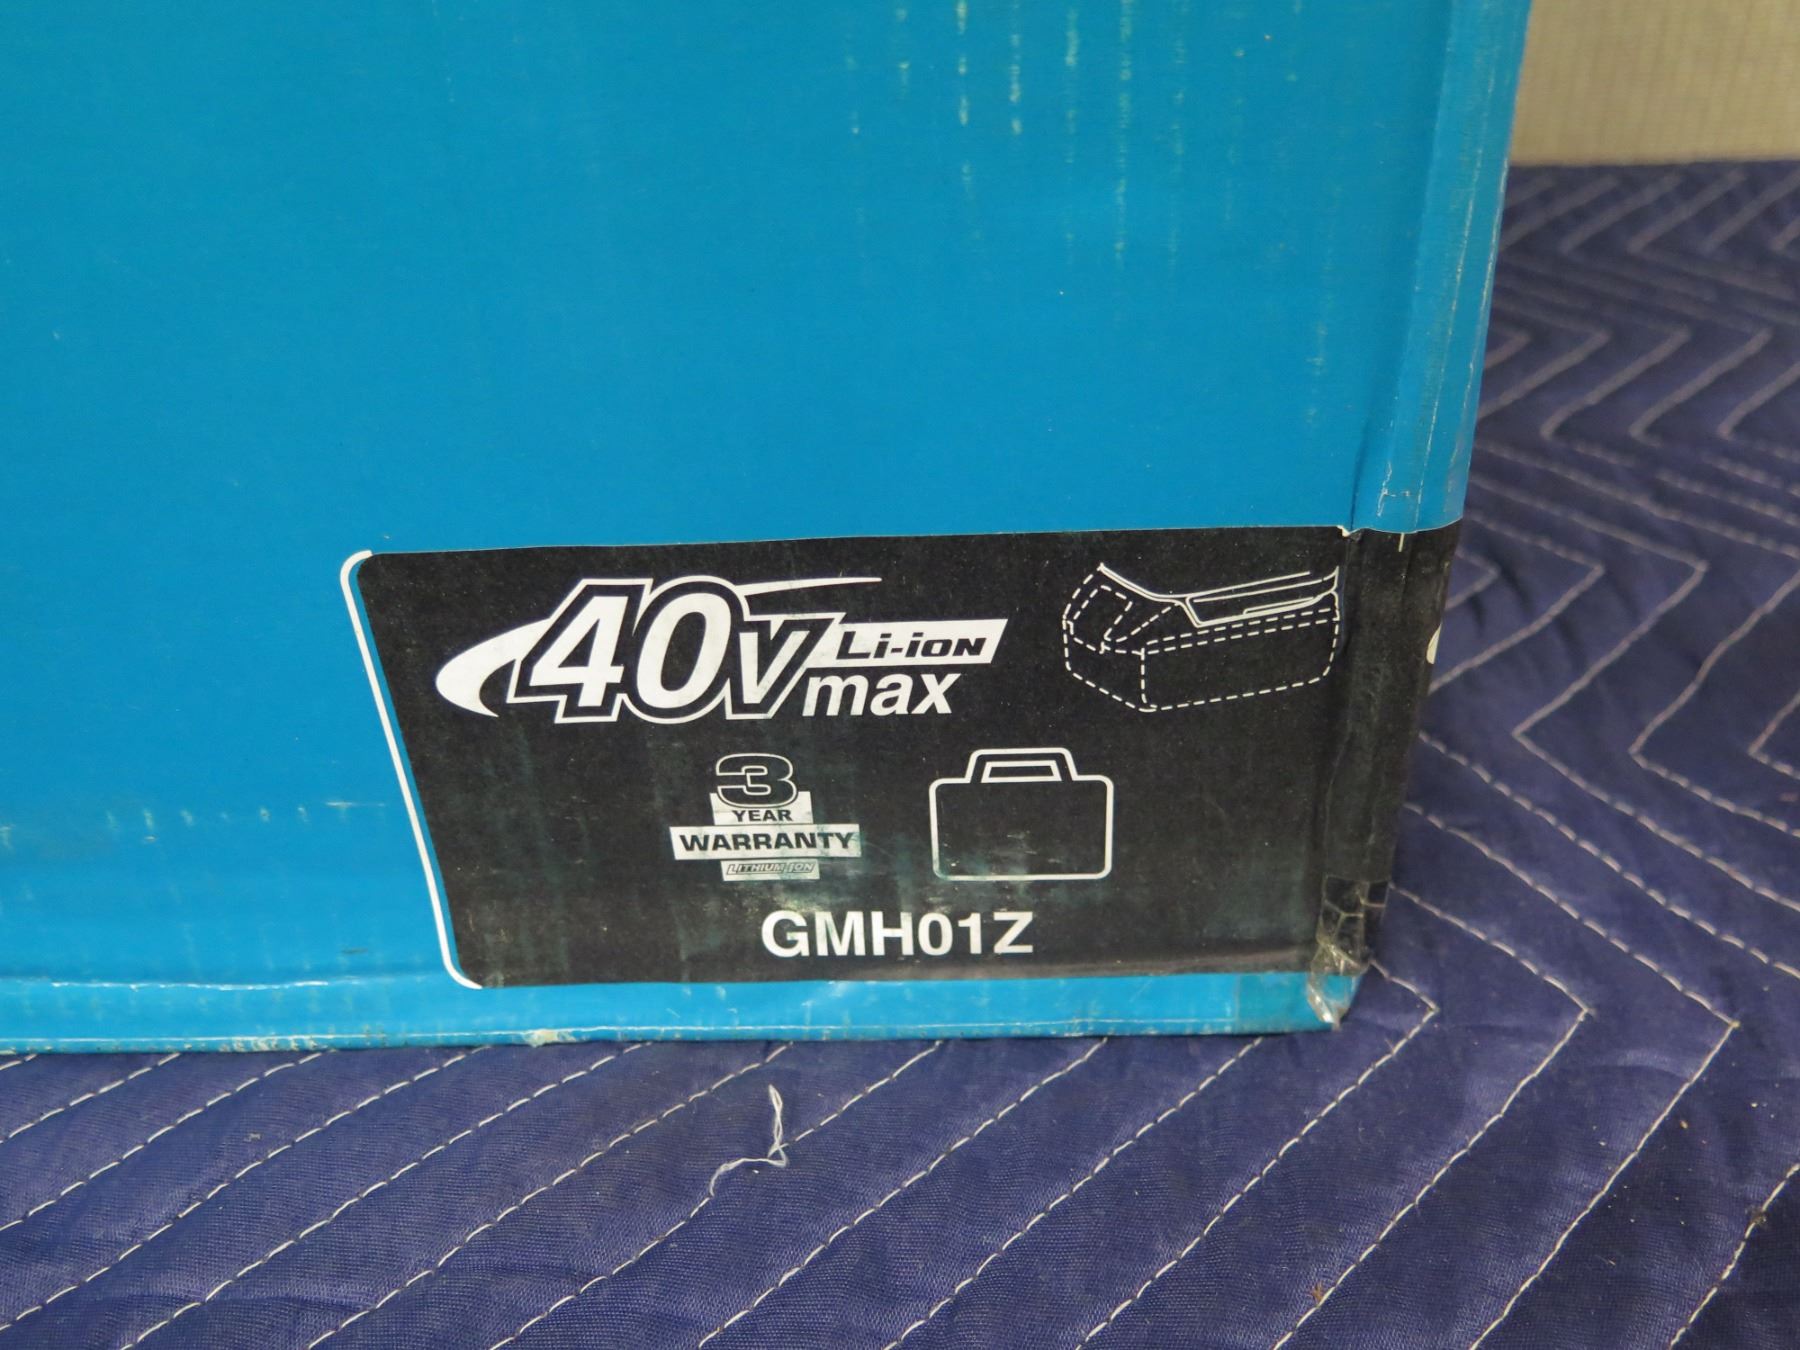 40V Li-ion
max
3
YEAR
WARRANTY
LITHIUM ION
GMH01Z